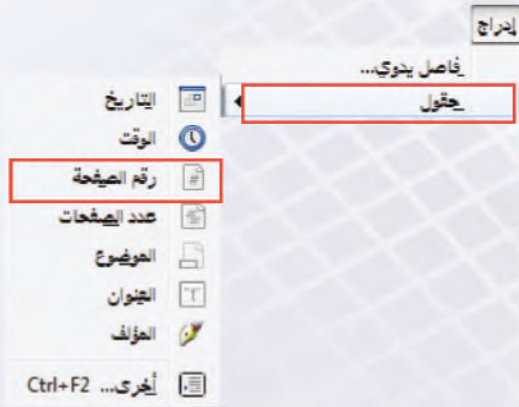 إدراج
فاصل يدوي...
حقول
التاريخ
الوقت
رقم الصفحة
عدد الصفحات
الموضوع
العنوان
المؤلف
أخرى... Ctrl+F2